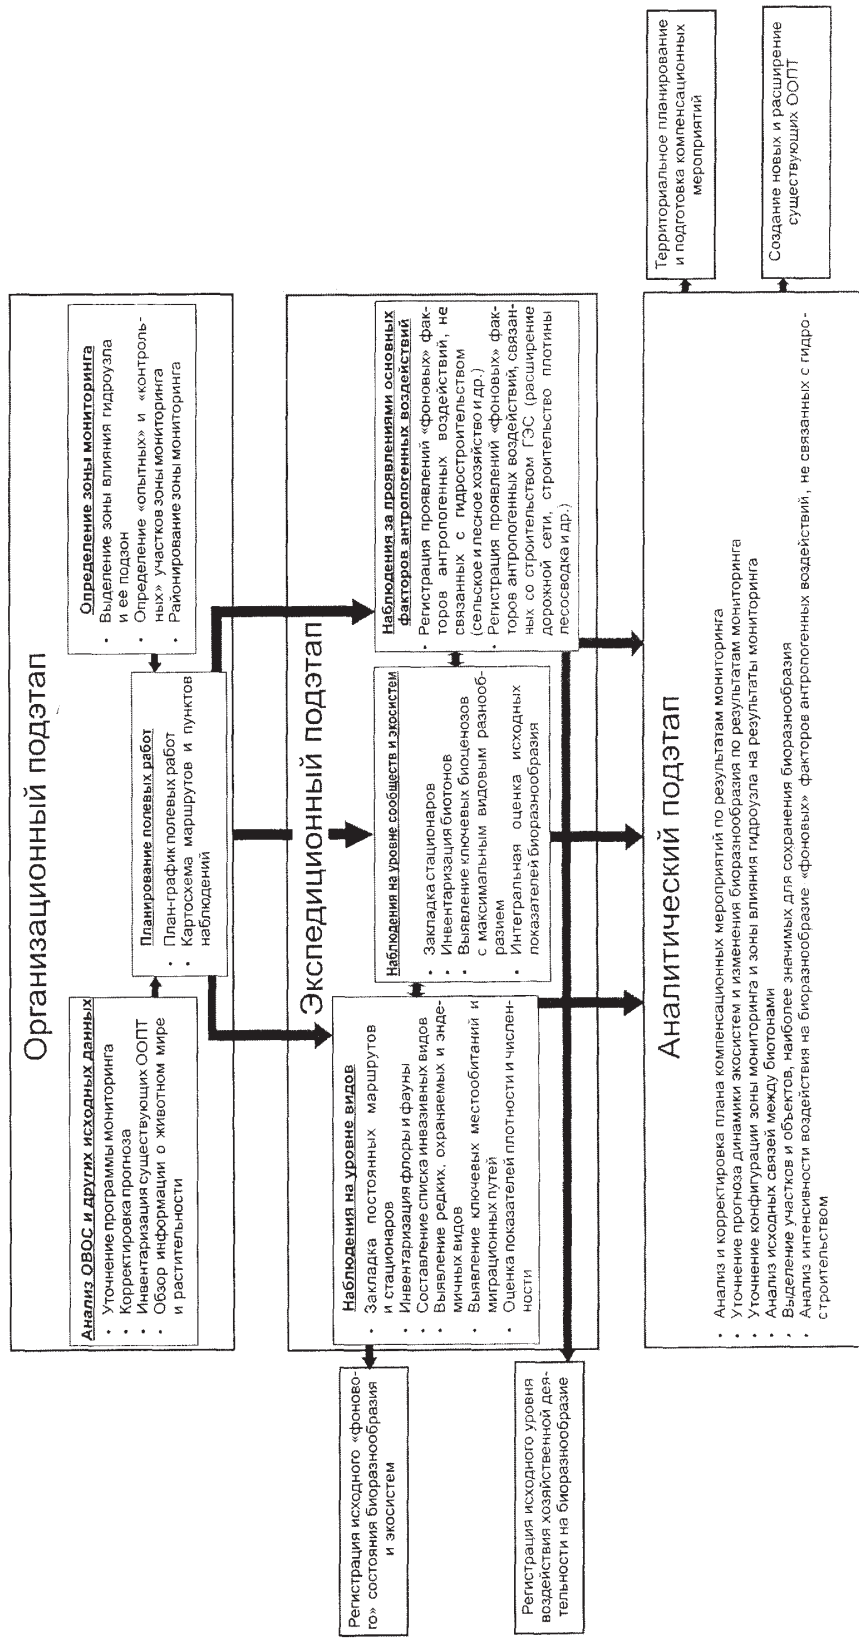 Организационный подэтап
Анализ ОВОС и других исходных данных
• Уточнение программы мониторинга
• Корректировка прогноза
• Инвентаризация существующих ООПТ
• Обзор информации о животном мире
и растительности
Планирование полевых работ
• План-график полевых работ
• Картосхема маршрутов и пунктов
наблюдений
Определение зоны мониторинга
• Выделение зоны влияния гидроузла
и её подзон
• Определение «опытных» и «контроль-
ных» участков зоны мониторинга
• Районирование зоны мониторинга
Экспедиционный подэтап
Наблюдения на уровне видов
• Закладка постоянных маршрутов
и стационаров
• Инвентаризация флоры и фауны
• Составление списка инвазивных видов
• Выявление редких, охраняемых и энде-
мичных видов
• Выявление ключевых местообитаний и
миграционных путей
• Оценка показателей плотности и числен-
ности
Наблюдения на уровне сообществ и экосистем
• Закладка стационаров
• Инвентаризация биотонов
• Выявление ключевых биоценозов
с максимальным видовым разнооб-
разием
• Интегральная оценка исходных
показателей биоразнообразия
Наблюдения за проявлениями основных
факторов антропогенных воздействий
• Регистрация проявлений «фоновых» фак-
торов антропогенных воздействий, не
связанных с гидростроительством
(сельское и лесное хозяйство и др.)
• Регистрация проявлений «фоновых» фак-
торов антропогенных воздействий, связан-
ных со строительством ГЭС (расширение
дорожной сети, строительство плотины
лесосводка и др.)
Регистрация исходного «фоново-
го» состояния биоразнообразия
и экосистем
Регистрация исходного уровня
воздействия хозяйственной дея-
тельности на биоразнообразие
Аналитический подэтап
• Анализ и корректировка плана компенсационных мероприятий по результатам мониторинга
• Уточнение прогноза динамики экосистем и изменения биоразнообразия по результатам мониторинга
• Уточнение конфигурации зоны мониторинга и зоны влияния гидроузла на результаты мониторинга
• Анализ исходных связей между биотонами
• Выделение участков и объектов, наиболее значимых для сохранения биоразнообразия
• Анализ интенсивности воздействия на биоразнообразие «фоновых» факторов антропогенных воздействий, не связанных с гидро-
строительством
Территориальное планирование
и подготовка компенсационных
мероприятий
Создание новых и расширение
существующих ООПТ